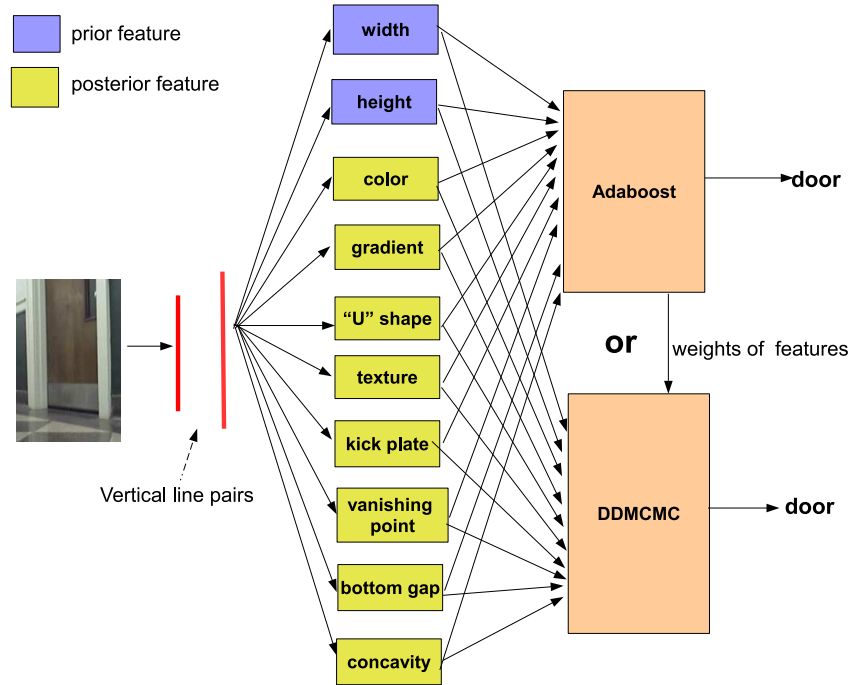 prior feature
posterior feature
width
height
color
gradient
“U” shape
texture
kick plate
vanishing
point
bottom gap
concavity
Vertical line pairs
Adaboost
door
or
weights of features
DDMCMC
door